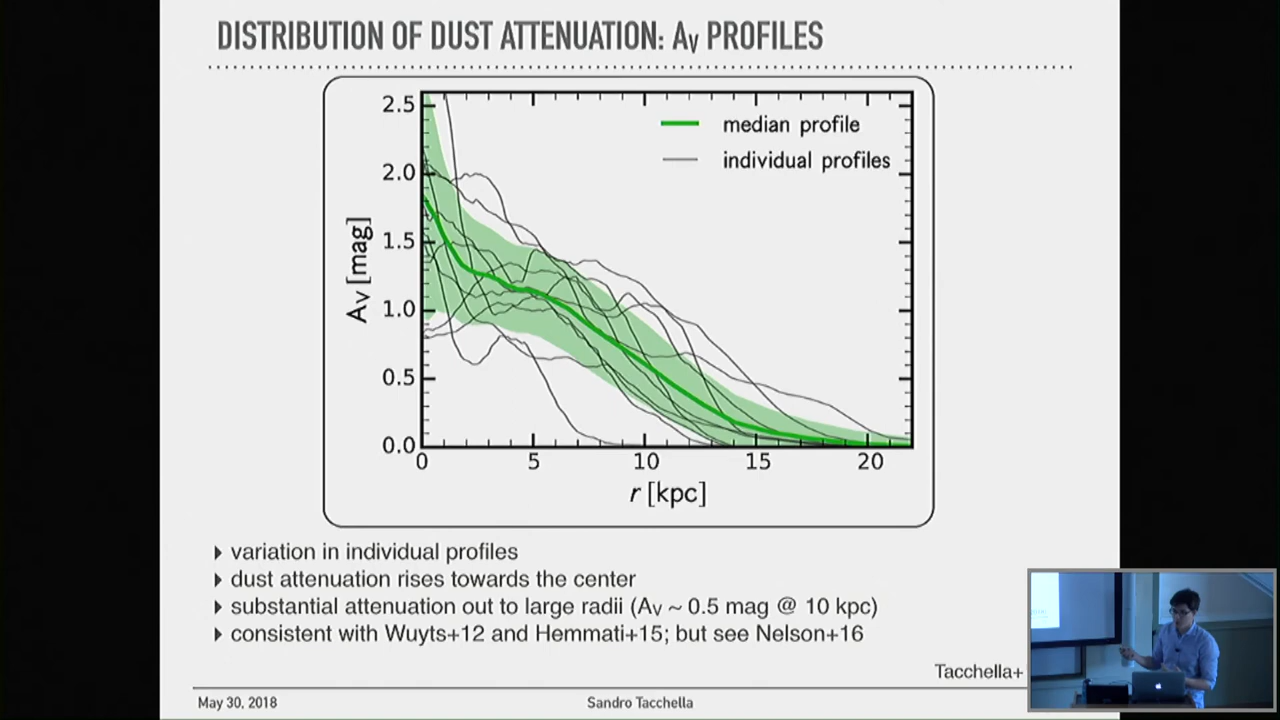 DISTRIBUTION OF DUST ATTENUATION: AV PROFILES
2.5
2.0
1.5
1.0
0.5
0.0
AV [mag]
median profile
individual profiles
0 5 10 15 20
r [kpc]
variation in individual profiles
dust attenuation rises towards the center
substantial attenuation out to large radii (AV ~ 0.5 mag @ 10 kpc)
consistent with Wuyts+12 and Hemmati+15; but see Nelson+16
Tacchella+
May 30, 2018
Sandro Tacchella